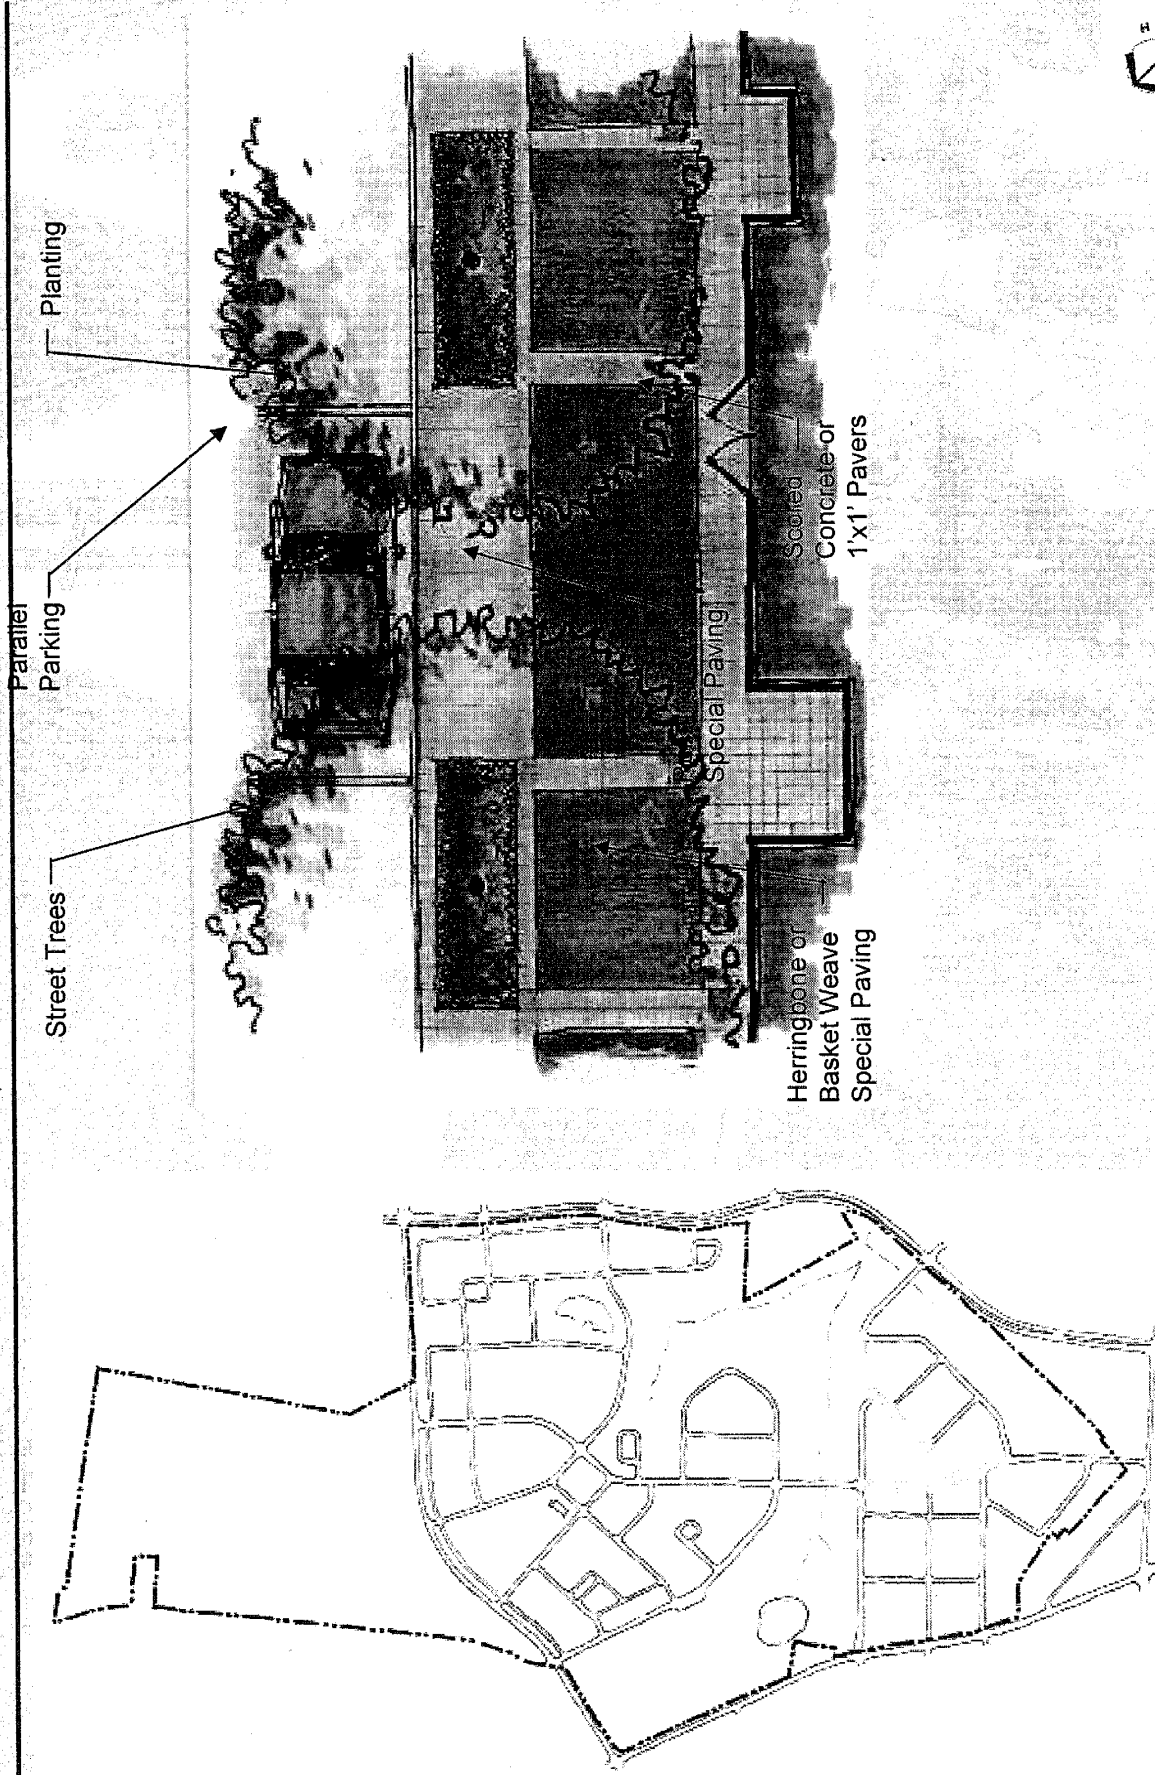 Parallel
Parking
Planting
Street Trees
Special Paving
Scored
Concrete or
1'x1' Pavers
Herringbone or
Basket Weave
Special Paving